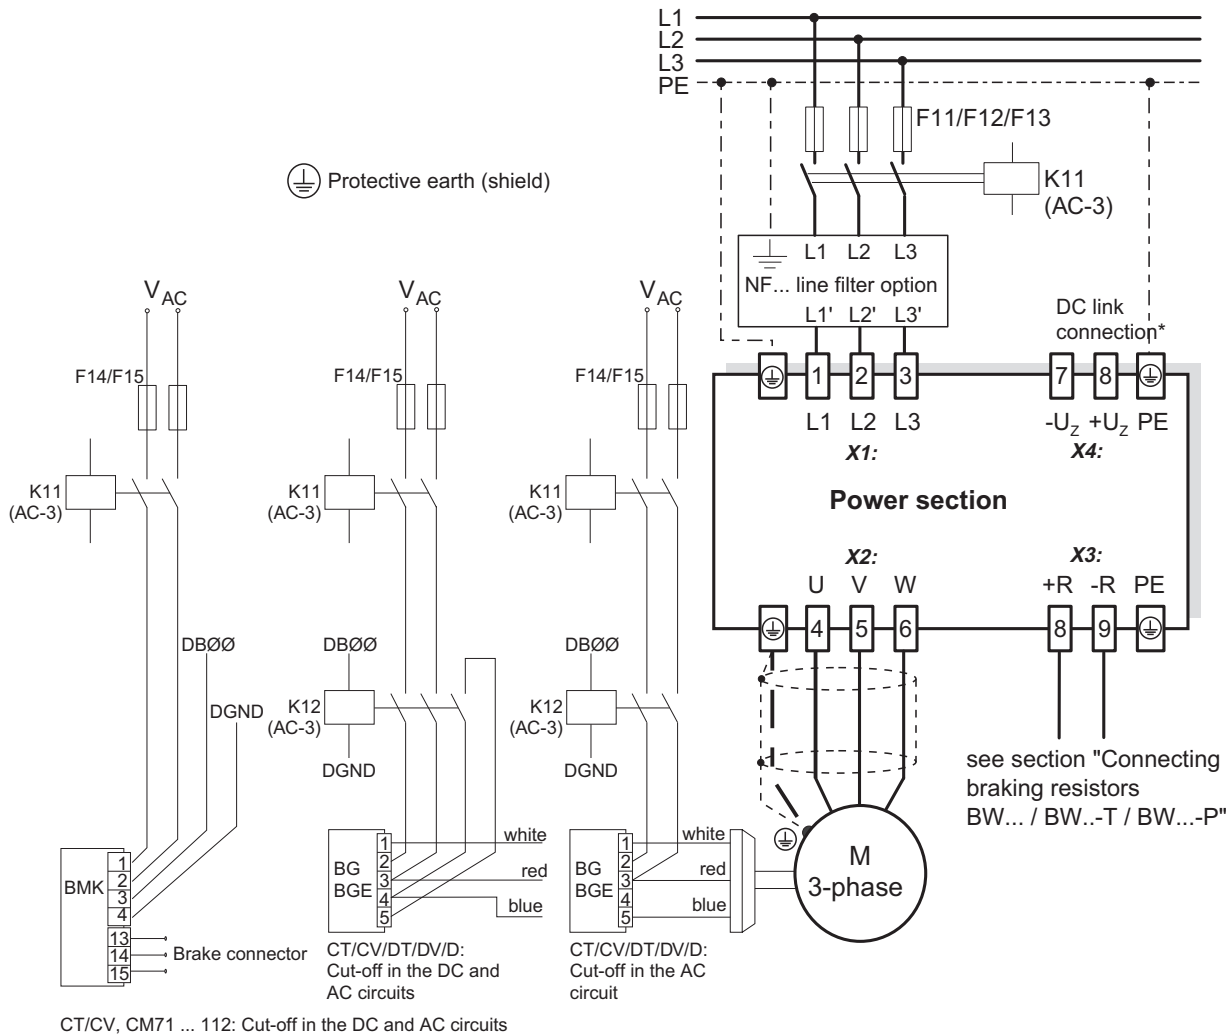 L1
L2
L3
PE
F11/F12/F13
K11
(AC-3)
Protective earth (shield)
L1 L2 L3
NF... line filter option
L1' L2' L3'
DC link
connection*
1 2 3 7 8
L1 L2 L3 -UZ +UZ PE
X1: X4:
Power section
X2: X3:
U V W +R -R PE
4 5 6 8 9
see section "Connecting
braking resistors
BW... / BW..-T / BW...-P"
M
3-phase
VAC
F14/F15
K11
(AC-3)
DBØØ
DGND
BMK
1
2
3
4
13
14
15
Brake connector
CT/CV, CM71 ... 112: Cut-off in the DC and AC circuits
VAC
F14/F15
K11
(AC-3)
DBØØ
K12
(AC-3)
DGND
BG
BGE
1
2
3
4
5
white
red
blue
CT/CV/DT/DV/D:
Cut-off in the DC and
AC circuits
VAC
F14/F15
K11
(AC-3)
DBØØ
K12
(AC-3)
DGND
BG
BGE
1
2
3
4
5
white
red
blue
CT/CV/DT/DV/D:
Cut-off in the AC
circuit